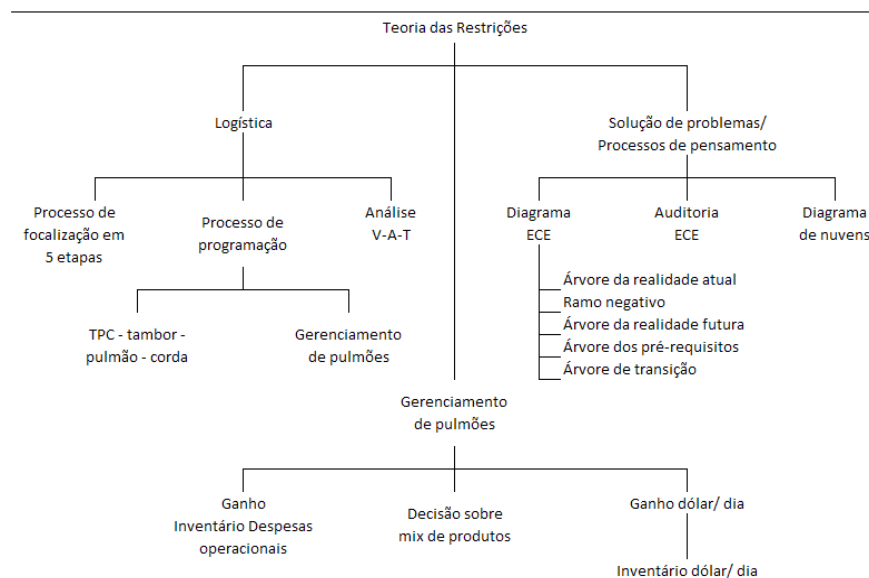 Teoria das Restrições
Logística
Solução de problemas/
Processos de pensamento
Processo de
focalização em
5 etapas
Processo de
programação
Análise
V-A-T
Diagrama
ECE
Auditoria
ECE
Diagrama
de nuvens
TPC - tambor -
pulmão - corda
Gerenciamento
de pulmões
Árvore da realidade atual
Ramo negativo
Árvore da realidade futura
Árvore dos pré-requisitos
Árvore de transição
Gerenciamento
de pulmões
Ganho
Inventário Despesas
operacionais
Decisão sobre
mix de produtos
Ganho dólar/ dia
Inventário dólar/ dia